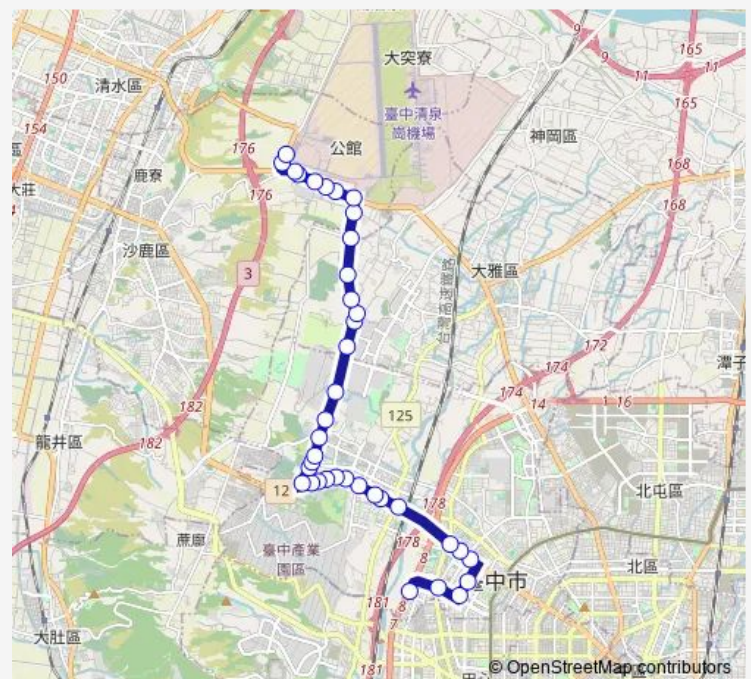 大突寮
165
9
11
11
150
清水區
165
臺中清泉
崗機場
154
區
176
公館
神岡區
鹿寮
168
大莊
176
168
沙鹿區
大雅區
3
172
174
174
潭子
182
125
1-16
14
龍井區
182
北屯區
12
178
蔗廍
178
臺中產業
園區
8
北區
中市
181
8
7
大肚區
181
© OpenStreetMap contributors